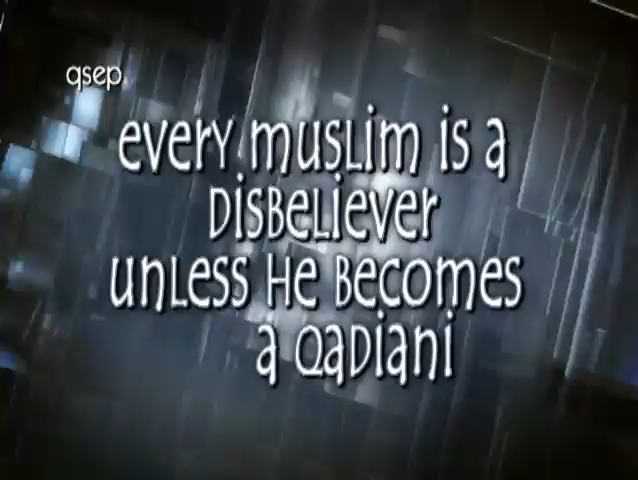 qsep
every muslim is a
disbeliever
unless he becomes
a qadiani